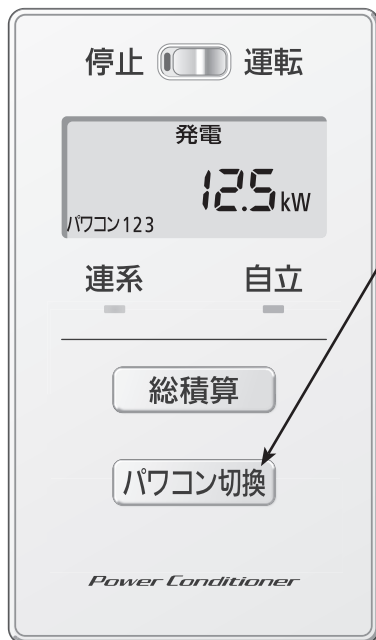 停止 運転
発電
12.5kW
パワコン123
連系 自立
総積算
パワコン切換
Power Conditioner